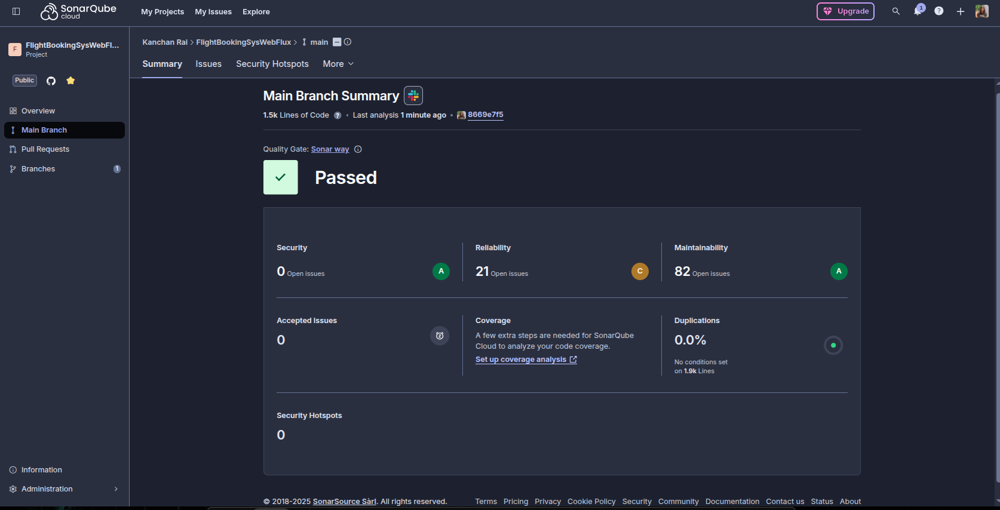 SonarQube cloud
My Projects
My Issues
Explore
Upgrade
1
F
FlightBookingSysWebFl...
Project
Public
Overview
Main Branch
Pull Requests
Branches
1
Information
Administration
Kanchan Rai > FlightBookingSysWebFlux > main
Summary
Issues
Security Hotspots
More
Main Branch Summary
1.5k Lines of Code ? • Last analysis 1 minute ago • 8669e7f5
Quality Gate: Sonar way
Passed
Security
0 Open issues
A
Reliability
21 Open issues
C
Maintainability
82 Open issues
A
Accepted Issues
0
Coverage
A few extra steps are needed for SonarQube
Cloud to analyze your code coverage.
Set up coverage analysis
Duplications
0.0%
No conditions set
on 1.9k Lines
Security Hotspots
0
© 2018-2025 SonarSource Sàrl. All rights reserved.
Terms
Pricing
Privacy
Cookie Policy
Security
Community
Documentation
Contact us
Status
About